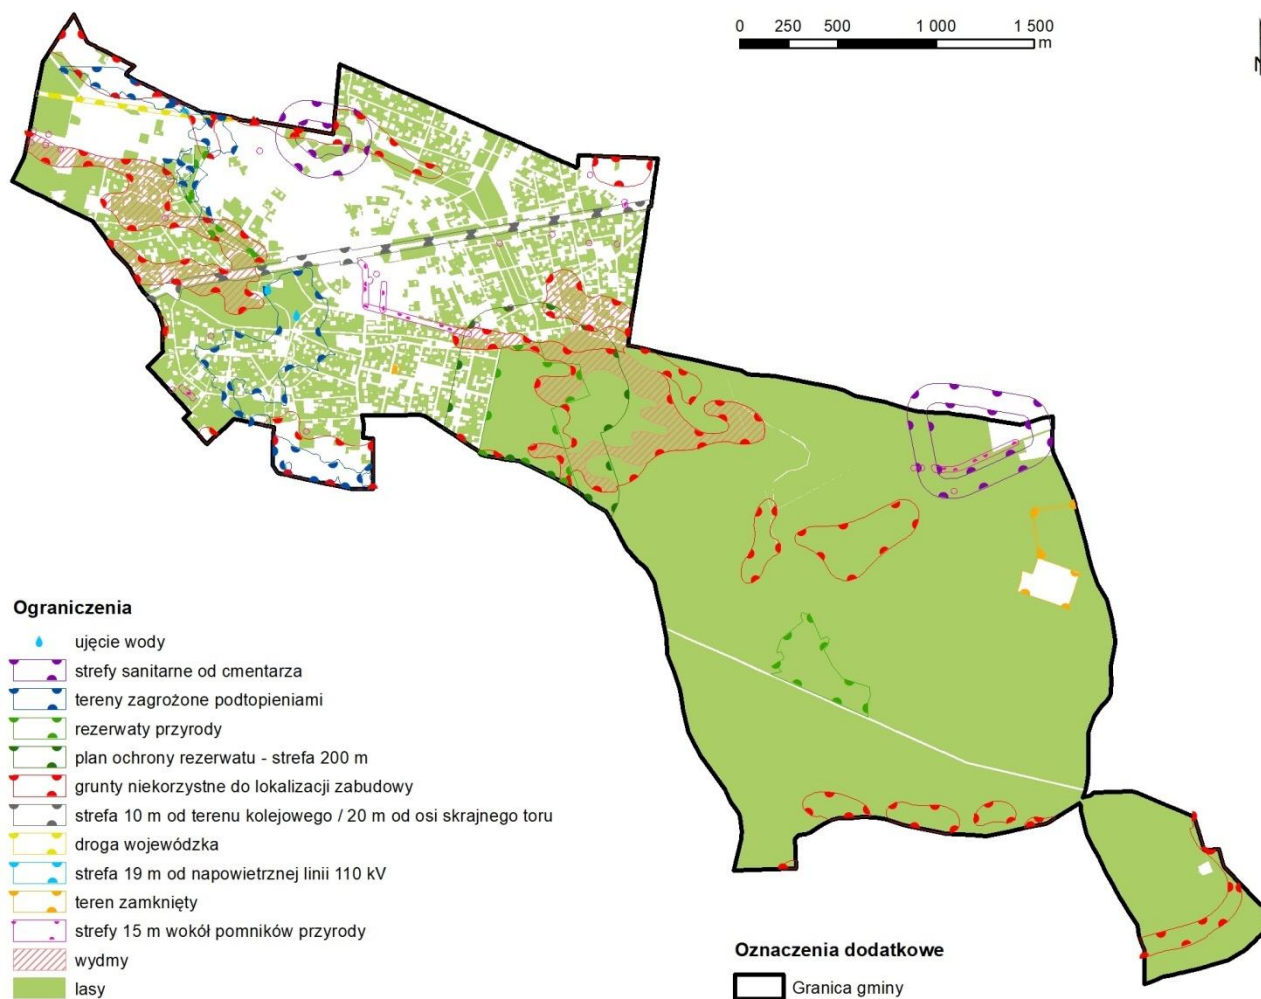 0 250 500 1 000 1 500
m
N
Ograniczenia
ujęcie wody
strefy sanitarne od cmentarza
tereny zagrożone podtopieniami
rezerwaty przyrody
plan ochrony rezerwatu - strefa 200 m
grunty niekorzystne do lokalizacji zabudowy
strefa 10 m od terenu kolejowego / 20 m od osi skrajnego toru
droga wojewódzka
strefa 19 m od napowietrznej linii 110 kV
teren zamknięty
strefy 15 m wokół pomników przyrody
wydmy
lasy
Oznaczenia dodatkowe
Granica gminy